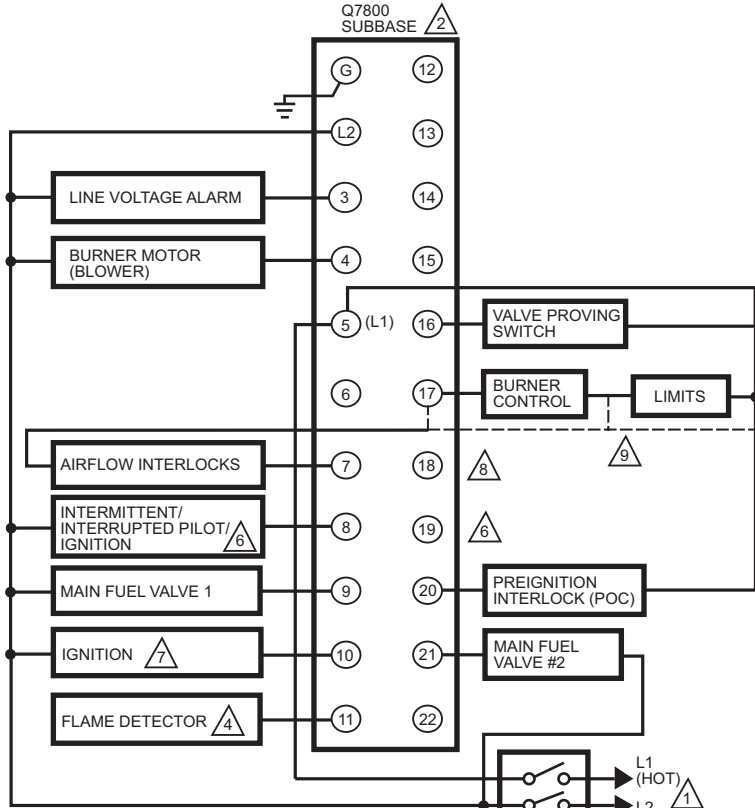 Q7800
SUBBASE 2
G 12
L2 13
LINE VOLTAGE ALARM 3 14
BURNER MOTOR
(BLOWER) 4 15
5 (L1) 16 VALVE PROVING
SWITCH
6 17 BURNER
CONTROL LIMITS
AIRFLOW INTERLOCKS 7 18 8 9
INTERMITTENT/
INTERRUPTED PILOT/
IGNITION 6 8 19 6
MAIN FUEL VALVE 1 9 20 PREIGNITION
INTERLOCK (POC)
IGNITION 7 10 21 MAIN FUEL
VALVE #2
FLAME DETECTOR 4 11 22
L1
(HOT)
L2 1